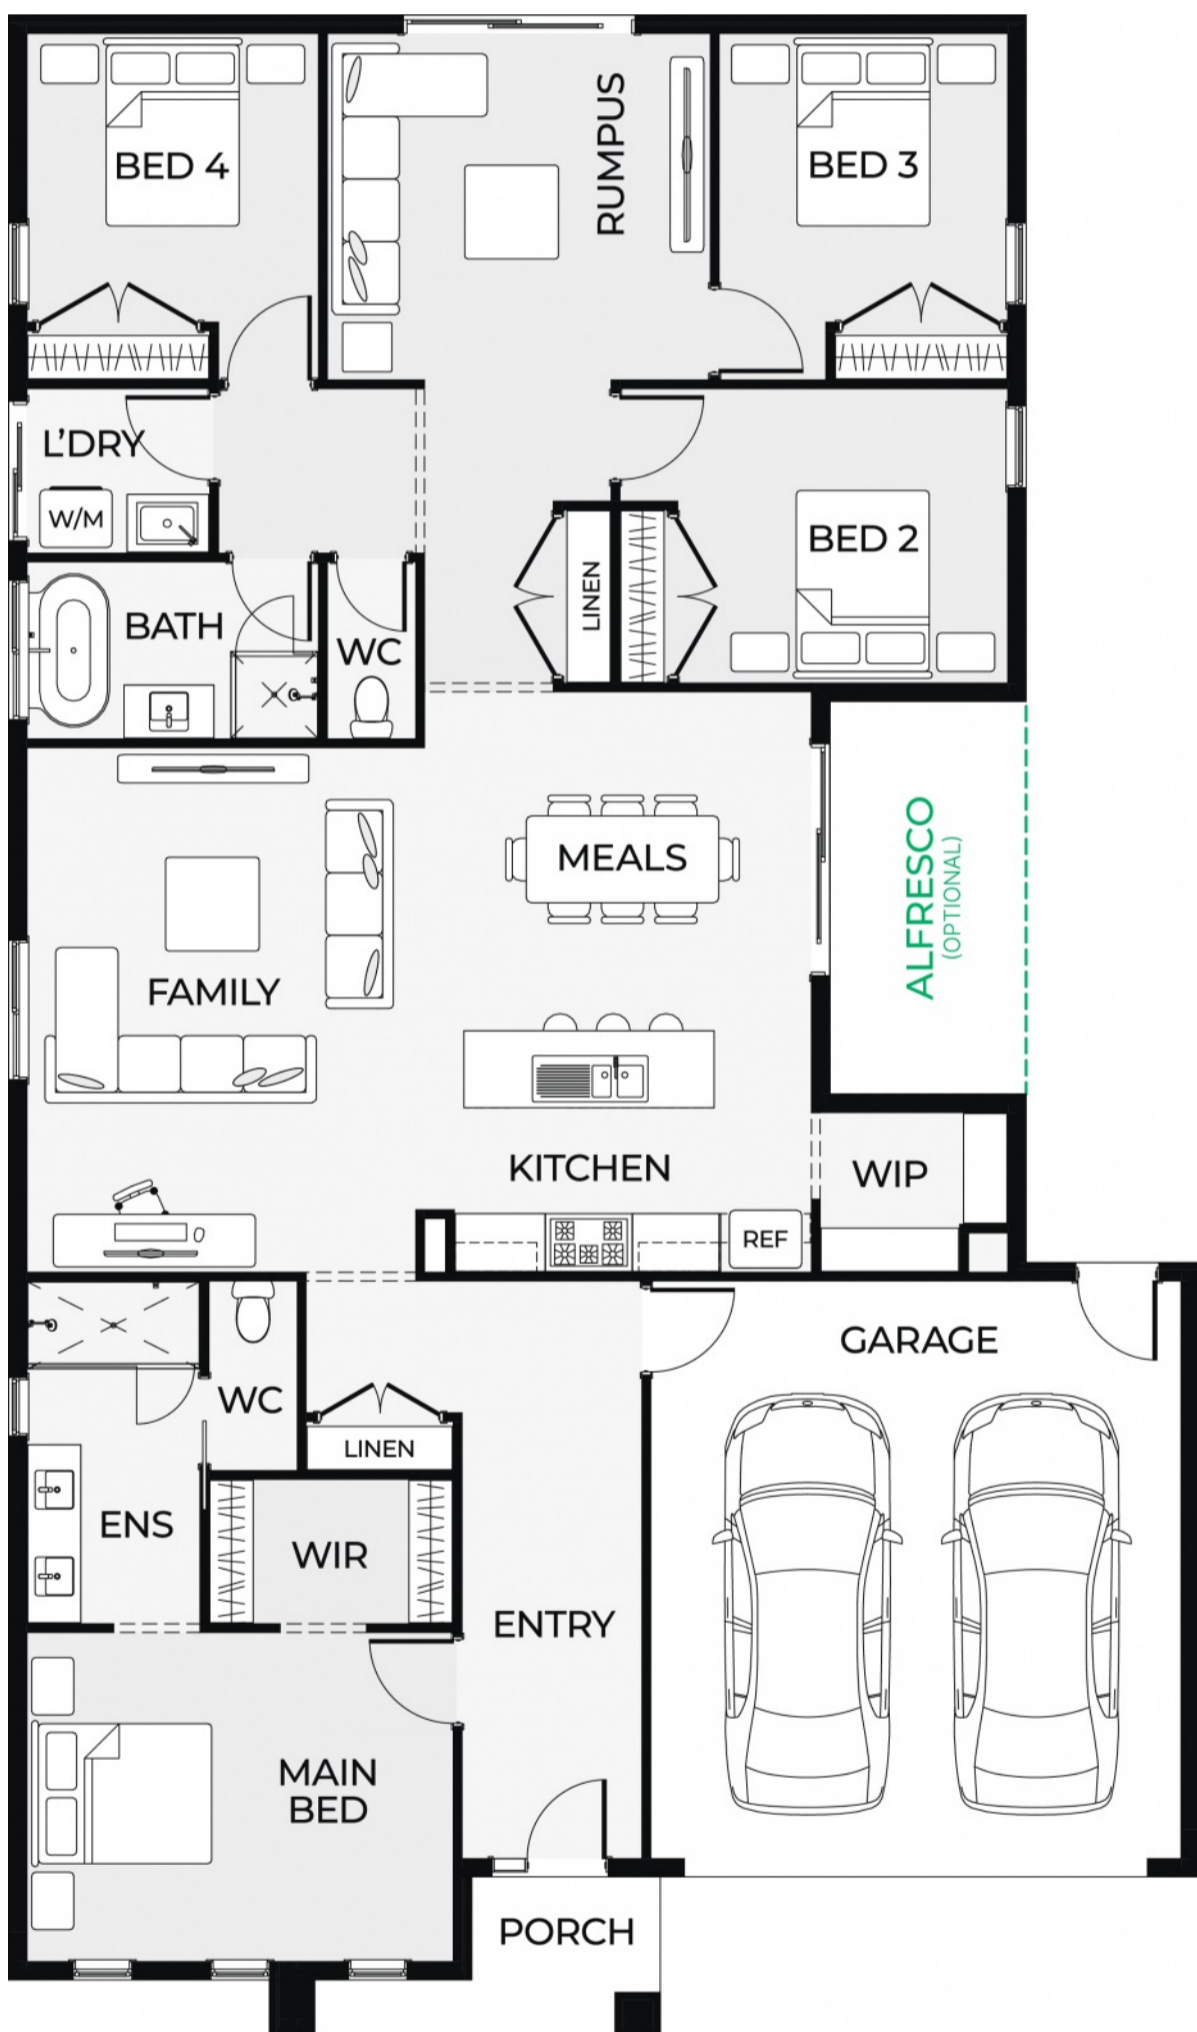 BED 4
RUMPUS
BED 3
L'DRY
W/M
BED 2
LINEN
BATH
WC
MEALS
ALFRESCO
(OPTIONAL)
FAMILY
KITCHEN
WIP
REF
GARAGE
WC
LINEN
ENS
WIR
ENTRY
MAIN
BED
PORCH